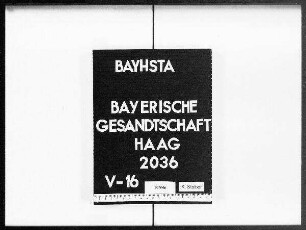 BAYHSTA
BAYERISCHE
GESANDTSCHAFT
HAAG
2036
V-16